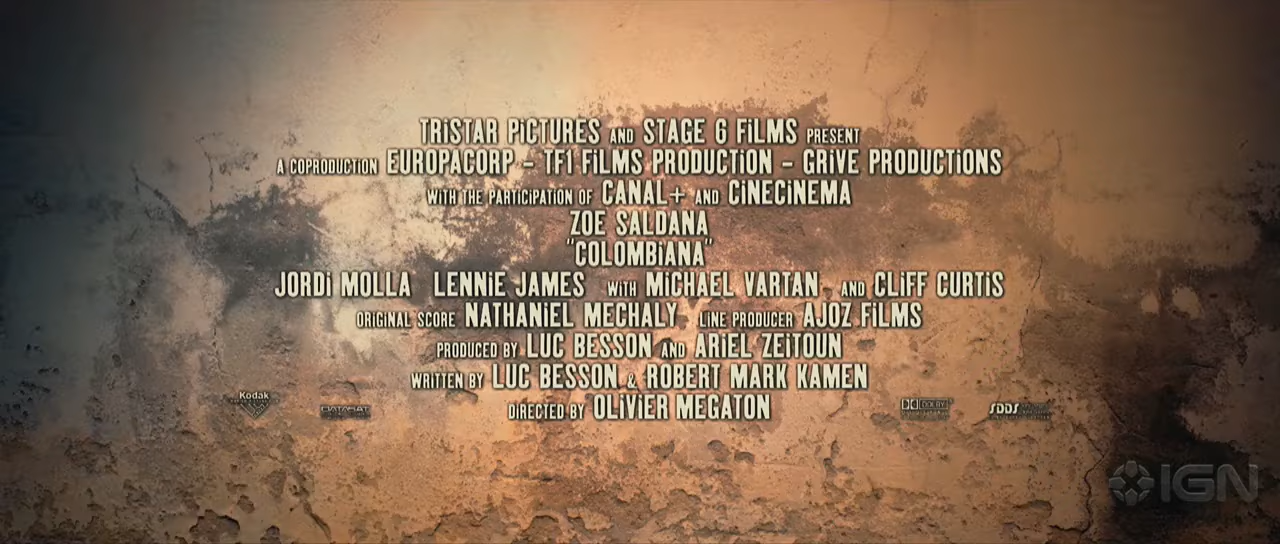 TRiSTAR PiCTURES AND STAGE 6 FiLMS PRESENT
A COPRODUCTION EUROPACORP - TF1 FiLMS PRODUCTiON - GRiVE PRODUCTiONS
WiTH THE PARTiCiPATiON OF CANAL+ AND CiNECiNEMA
ZOE SALDANA
"COLOMBiANA"
JORDi MOLLA LENNiE JAMES WiTH MiCHAEL VARTAN AND CLiFF CURTiS
ORiGiNAL SCORE NATHANiEL MECHALY LiNE PRODUCER AJOZ FiLMS
PRODUCED BY LUC BESSON AND ARiEL ZEiTOUN
WRiTTEN BY LUC BESSON & ROBERT MARK KAMEN
DiRECTED BY OLiViER MEGATON
Kodak
DATASAT
DOLBY
SDDS
IGN